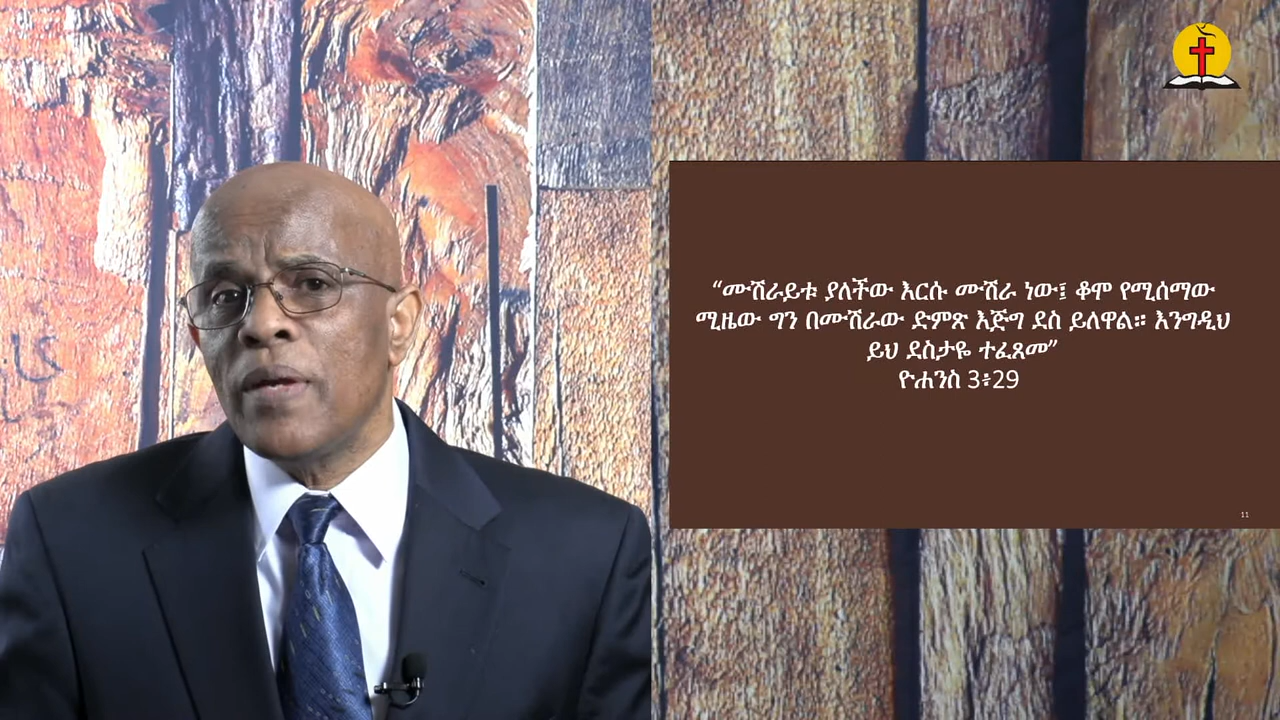 “ሙሽራይቱ ያለችው እርሱ ሙሽራ ነው፤ ቆሞ የሚሰማው
ሚዜው ግን በሙሽራው ድምጽ እጅግ ደስ ይለዋል። እንግዲህ
ይህ ደስታዬ ተፈጸመ”
ዮሐንስ 3፥29
11